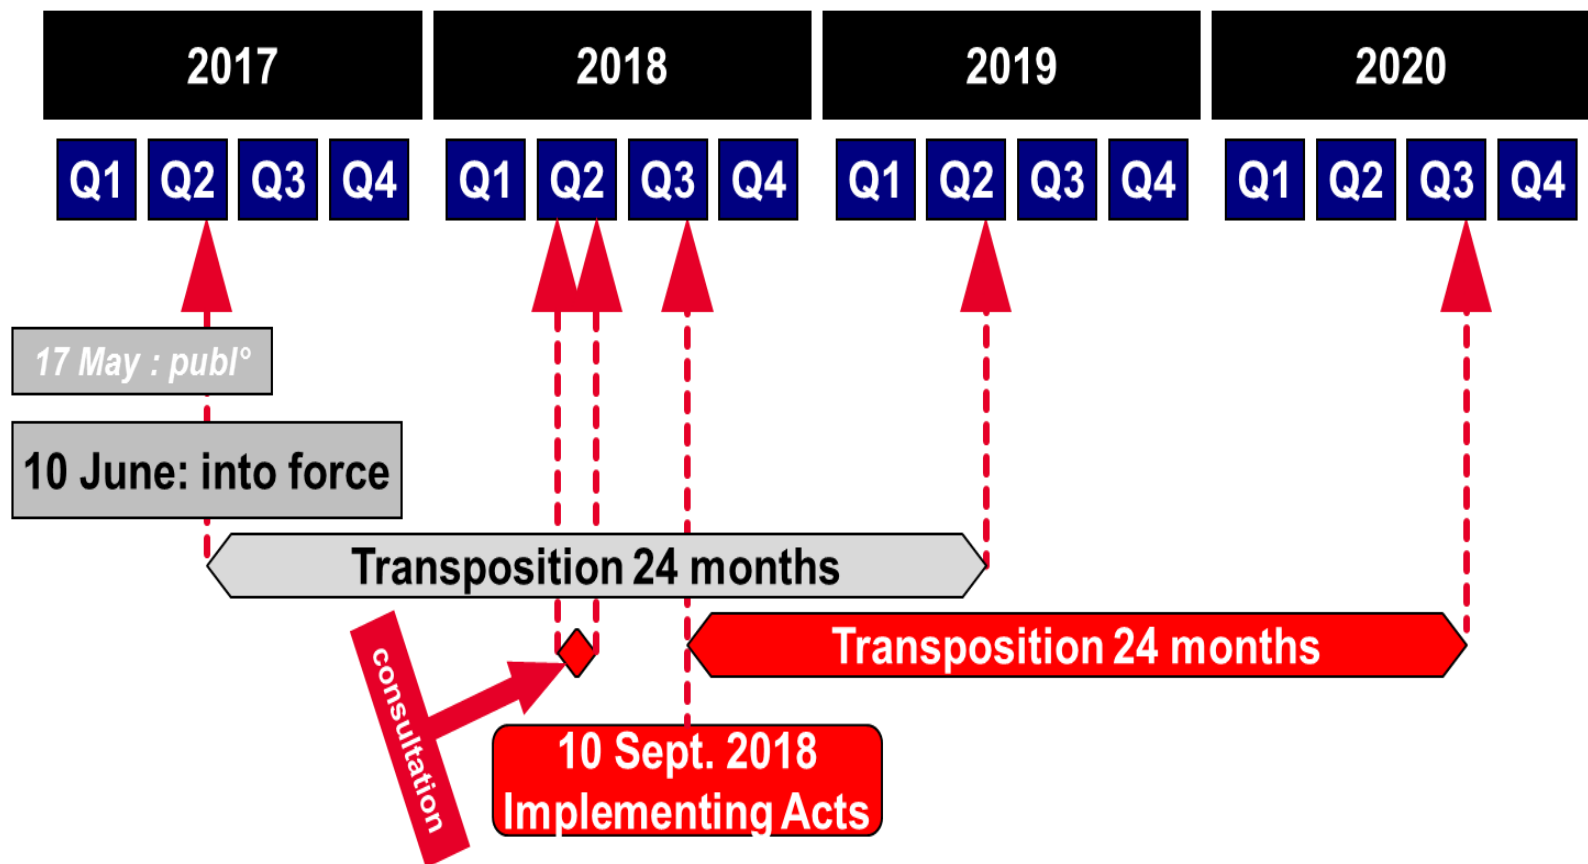 2017 2018 2019 2020
Q1 Q2 Q3 Q4 Q1 Q2 Q3 Q4 Q1 Q2 Q3 Q4 Q1 Q2 Q3 Q4
17 May : publ°
10 June: into force
Transposition 24 months
Transposition 24 months
consultation
10 Sept. 2018
Implementing Acts